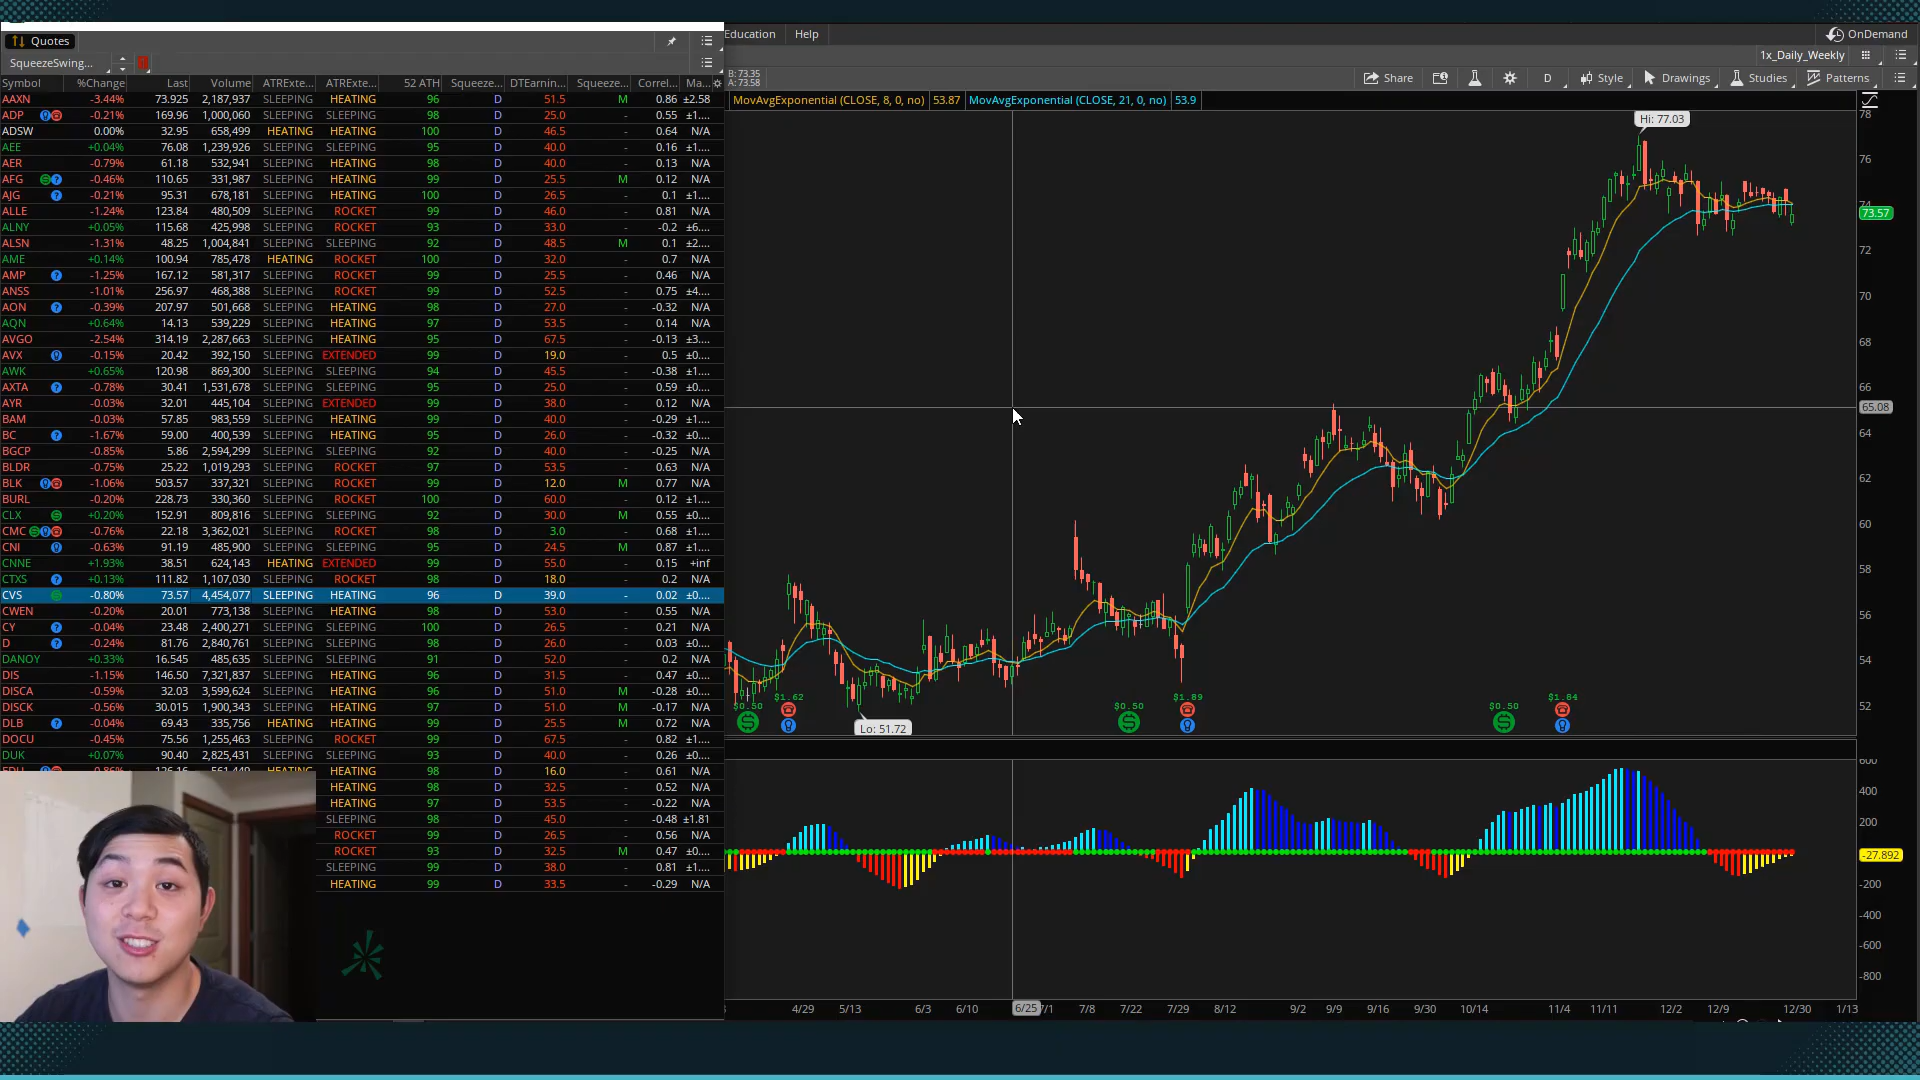 Quotes
Education Help OnDemand
SqueezeSwing...
1x_Daily_Weekly
B: 73.35
A: 73.58
Share D Style Drawings Studies Patterns
Symbol %Change Last Volume ATRExte... ATRExte... 52 ATH Squeeze... DTEarnin... Squeeze... Correl... Ma...
MovAvgExponential (CLOSE, 8, 0, no) 53.87 MovAvgExponential (CLOSE, 21, 0, no) 53.9
AAXN -3.44% 73.925 2,187,937 SLEEPING HEATING 96 D 51.5 M 0.86 ±2.58
ADP -0.21% 169.96 1,000,060 SLEEPING SLEEPING 98 D 25.0 - 0.55 ±1....
ADSW 0.00% 32.95 658,499 HEATING HEATING 100 D 46.5 - 0.64 N/A
AEE +0.04% 76.08 1,239,926 SLEEPING SLEEPING 95 D 40.0 - 0.16 ±1....
AER -0.79% 61.18 532,941 SLEEPING HEATING 98 D 40.0 - 0.13 N/A
AFG -0.46% 110.65 331,987 SLEEPING HEATING 99 D 25.5 M 0.12 N/A
AJG -0.21% 95.31 678,181 SLEEPING HEATING 100 D 26.5 - 0.1 ±1....
ALLE -1.24% 123.84 480,509 SLEEPING ROCKET 99 D 46.0 - 0.81 N/A
ALNY +0.05% 115.68 425,998 SLEEPING ROCKET 93 D 33.0 - -0.2 ±6....
ALSN -1.31% 48.25 1,004,841 SLEEPING SLEEPING 92 D 48.5 M 0.1 ±2....
AME +0.14% 100.94 785,478 HEATING ROCKET 100 D 32.0 - 0.7 N/A
AMP -1.25% 167.12 581,317 SLEEPING ROCKET 99 D 25.5 - 0.46 N/A
ANSS -1.01% 256.97 468,388 SLEEPING ROCKET 99 D 52.5 - 0.75 ±4....
AON -0.39% 207.97 501,668 SLEEPING HEATING 98 D 27.0 - -0.32 N/A
AQN +0.64% 14.13 539,229 SLEEPING HEATING 97 D 53.5 - 0.14 N/A
AVGO -2.54% 314.19 2,287,663 SLEEPING HEATING 95 D 67.5 - -0.13 ±3....
AVX -0.15% 20.42 392,150 SLEEPING EXTENDED 99 D 19.0 - 0.5 ±0....
AWK +0.65% 120.98 869,300 SLEEPING SLEEPING 94 D 45.5 - -0.38 ±1....
AXTA -0.78% 30.41 1,531,678 SLEEPING SLEEPING 95 D 25.0 - 0.59 ±0....
AYR -0.03% 32.01 445,104 SLEEPING EXTENDED 99 D 38.0 - 0.12 N/A
BAM -0.03% 57.85 983,559 SLEEPING HEATING 99 D 40.0 - -0.29 ±1....
BC -1.67% 59.00 400,539 SLEEPING HEATING 95 D 26.0 - -0.32 ±0....
BGCP -0.85% 5.86 2,594,299 SLEEPING SLEEPING 92 D 40.0 - -0.25 N/A
BLDR -0.75% 25.22 1,019,293 SLEEPING ROCKET 97 D 53.5 - 0.63 N/A
BLK -1.06% 503.57 337,321 SLEEPING ROCKET 99 D 12.0 M 0.77 N/A
BURL -0.20% 228.73 330,360 SLEEPING ROCKET 100 D 60.0 - 0.12 ±1....
CLX +0.20% 152.91 809,816 SLEEPING SLEEPING 92 D 30.0 M 0.55 ±0....
CMC -0.76% 22.18 3,362,021 SLEEPING ROCKET 98 D 3.0 - 0.68 ±1....
CNI -0.63% 91.19 485,900 SLEEPING SLEEPING 95 D 24.5 M 0.87 ±1....
CNNE +1.93% 38.51 624,143 HEATING EXTENDED 99 D 55.0 - 0.15 +inf
CTXS +0.13% 111.82 1,107,030 SLEEPING ROCKET 98 D 18.0 - 0.2 N/A
CVS -0.80% 73.57 4,454,077 SLEEPING HEATING 96 D 39.0 - 0.02 ±0....
CWEN -0.20% 20.01 773,138 SLEEPING HEATING 98 D 53.0 - 0.55 N/A
CY -0.04% 23.48 2,400,271 SLEEPING SLEEPING 100 D 26.5 - 0.21 N/A
D -0.24% 81.76 2,840,761 SLEEPING SLEEPING 98 D 26.0 - 0.03 ±0....
DANOY +0.33% 16.545 485,635 SLEEPING SLEEPING 91 D 52.0 - 0.2 N/A
DIS -1.15% 146.50 7,321,837 SLEEPING HEATING 96 D 31.5 - 0.47 ±0....
DISCA -0.59% 32.03 3,599,624 SLEEPING HEATING 96 D 51.0 M -0.28 ±0....
DISCK -0.56% 30.015 1,900,343 SLEEPING HEATING 97 D 51.0 M -0.17 ±0....
DLB -0.04% 69.43 335,756 HEATING HEATING 99 D 25.5 M 0.72 N/A
DOCU -0.45% 75.56 1,255,463 SLEEPING ROCKET 99 D 67.5 - 0.82 ±1....
DUK +0.07% 90.40 2,825,431 SLEEPING SLEEPING 93 D 40.0 - 0.26 ±0....
HEATING 98 D 16.0 - 0.61 N/A
HEATING 98 D 32.5 - 0.52 N/A
HEATING 97 D 53.5 - -0.22 N/A
SLEEPING 98 D 45.0 - -0.48 ±1.81
ROCKET 99 D 26.5 - 0.56 N/A
ROCKET 93 D 32.5 M 0.47 ±0....
SLEEPING 99 D 38.0 - 0.81 ±1....
HEATING 99 D 33.5 - -0.29 N/A
Hi: 77.03
78
76
74
73.57
72
70
68
66
65.08
64
62
60
58
56
54
52
$0.50 $1.62 $0.50 $1.89 $0.50 $1.84
Lo: 51.72
600
400
200
-27.892
-200
-400
-600
-800
4/29 5/13 6/3 6/10 6/25 7/1 7/8 7/22 7/29 8/12 9/2 9/9 9/16 9/30 10/14 11/4 11/11 12/2 12/9 12/30 1/13